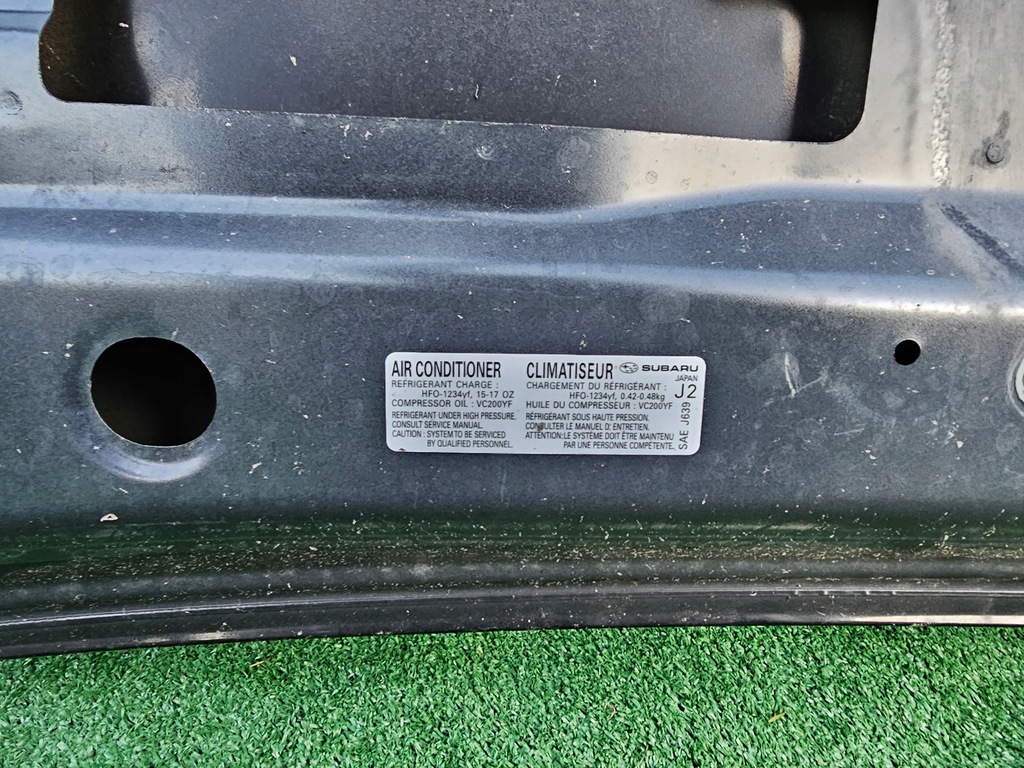 AIR CONDITIONER
REFRIGERANT CHARGE :
HFO-1234yf, 15-17 OZ
COMPRESSOR OIL : VC200YF
REFRIGERANT UNDER HIGH PRESSURE.
CONSULT SERVICE MANUAL.
CAUTION : SYSTEM TO BE SERVICED
BY QUALIFIED PERSONNEL.
CLIMATISEUR
CHARGEMENT DU RÉFRIGÉRANT :
HFO-1234yf, 0.42-0.48kg
HUILE DU COMPRESSEUR : VC200YF
RÉFRIGÉRANT SOUS HAUTE PRESSION.
CONSULTER LE MANUEL D' ENTRETIEN.
ATTENTION:LE SYSTÈME DOIT ÊTRE MAINTENU
PAR UNE PERSONNE COMPÉTENTE.
SUBARU
JAPAN
J2
SAE J639